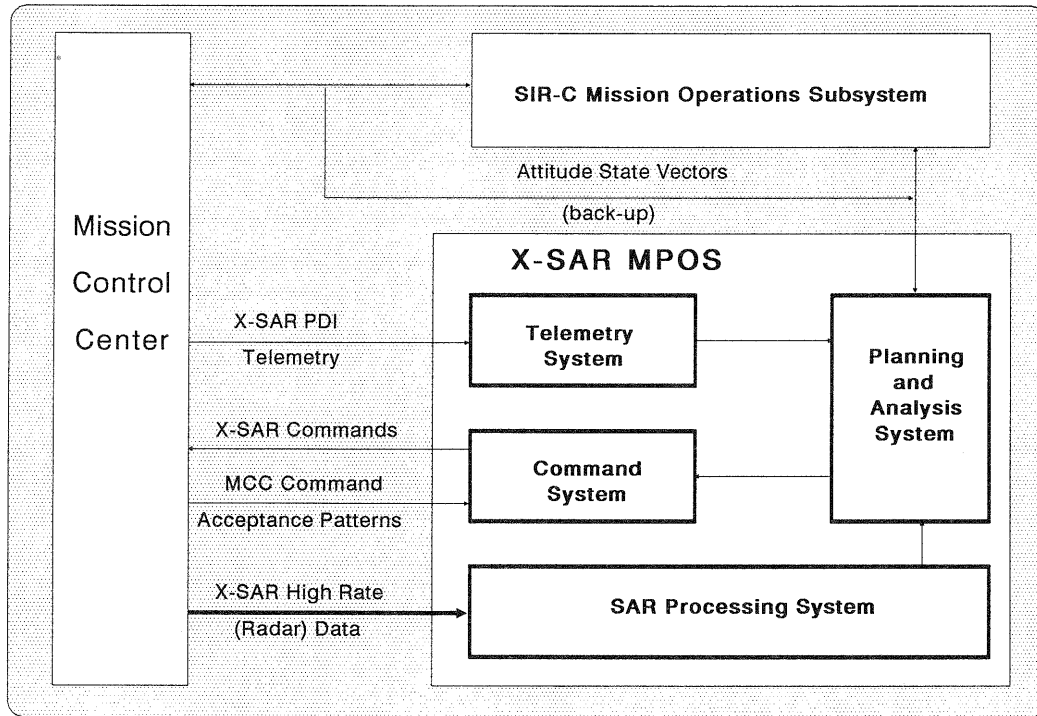 SIR-C Mission Operations Subsystem
Attitude State Vectors
(back-up)
Mission
Control
Center
X-SAR MPOS
X-SAR PDI
Telemetry
Telemetry
System
Planning
and
Analysis
System
X-SAR Commands
MCC Command
Acceptance Patterns
Command
System
X-SAR High Rate
(Radar) Data
SAR Processing System